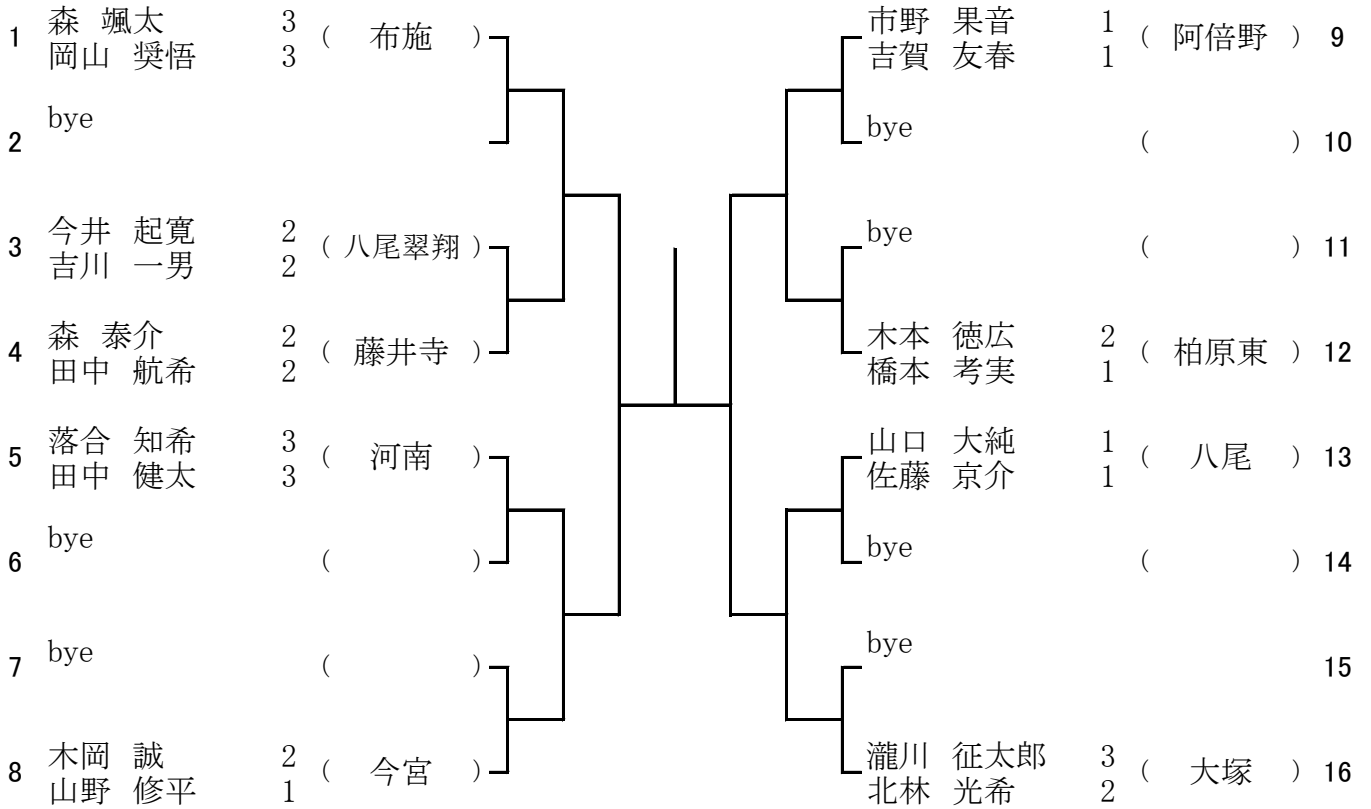 1 森 颯太 3 ( 布施 )
岡山 奨悟 3
2 bye
3 今井 起寛 2 ( 八尾翠翔 )
吉川 一男 2
4 森 泰介 2 ( 藤井寺 )
田中 航希 2
5 落合 知希 3 ( 河南 )
田中 健太 3
6 bye ( )
7 bye ( )
8 木岡 誠 2 ( 今宮 )
山野 修平 1
市野 果音 1 ( 阿倍野 ) 9
吉賀 友春 1
bye ( ) 10
bye ( ) 11
木本 徳広 2 ( 柏原東 ) 12
橋本 考実 1
山口 大純 1 ( 八尾 ) 13
佐藤 京介 1
bye ( ) 14
bye 15
瀧川 征太郎 3 ( 大塚 ) 16
北林 光希 2